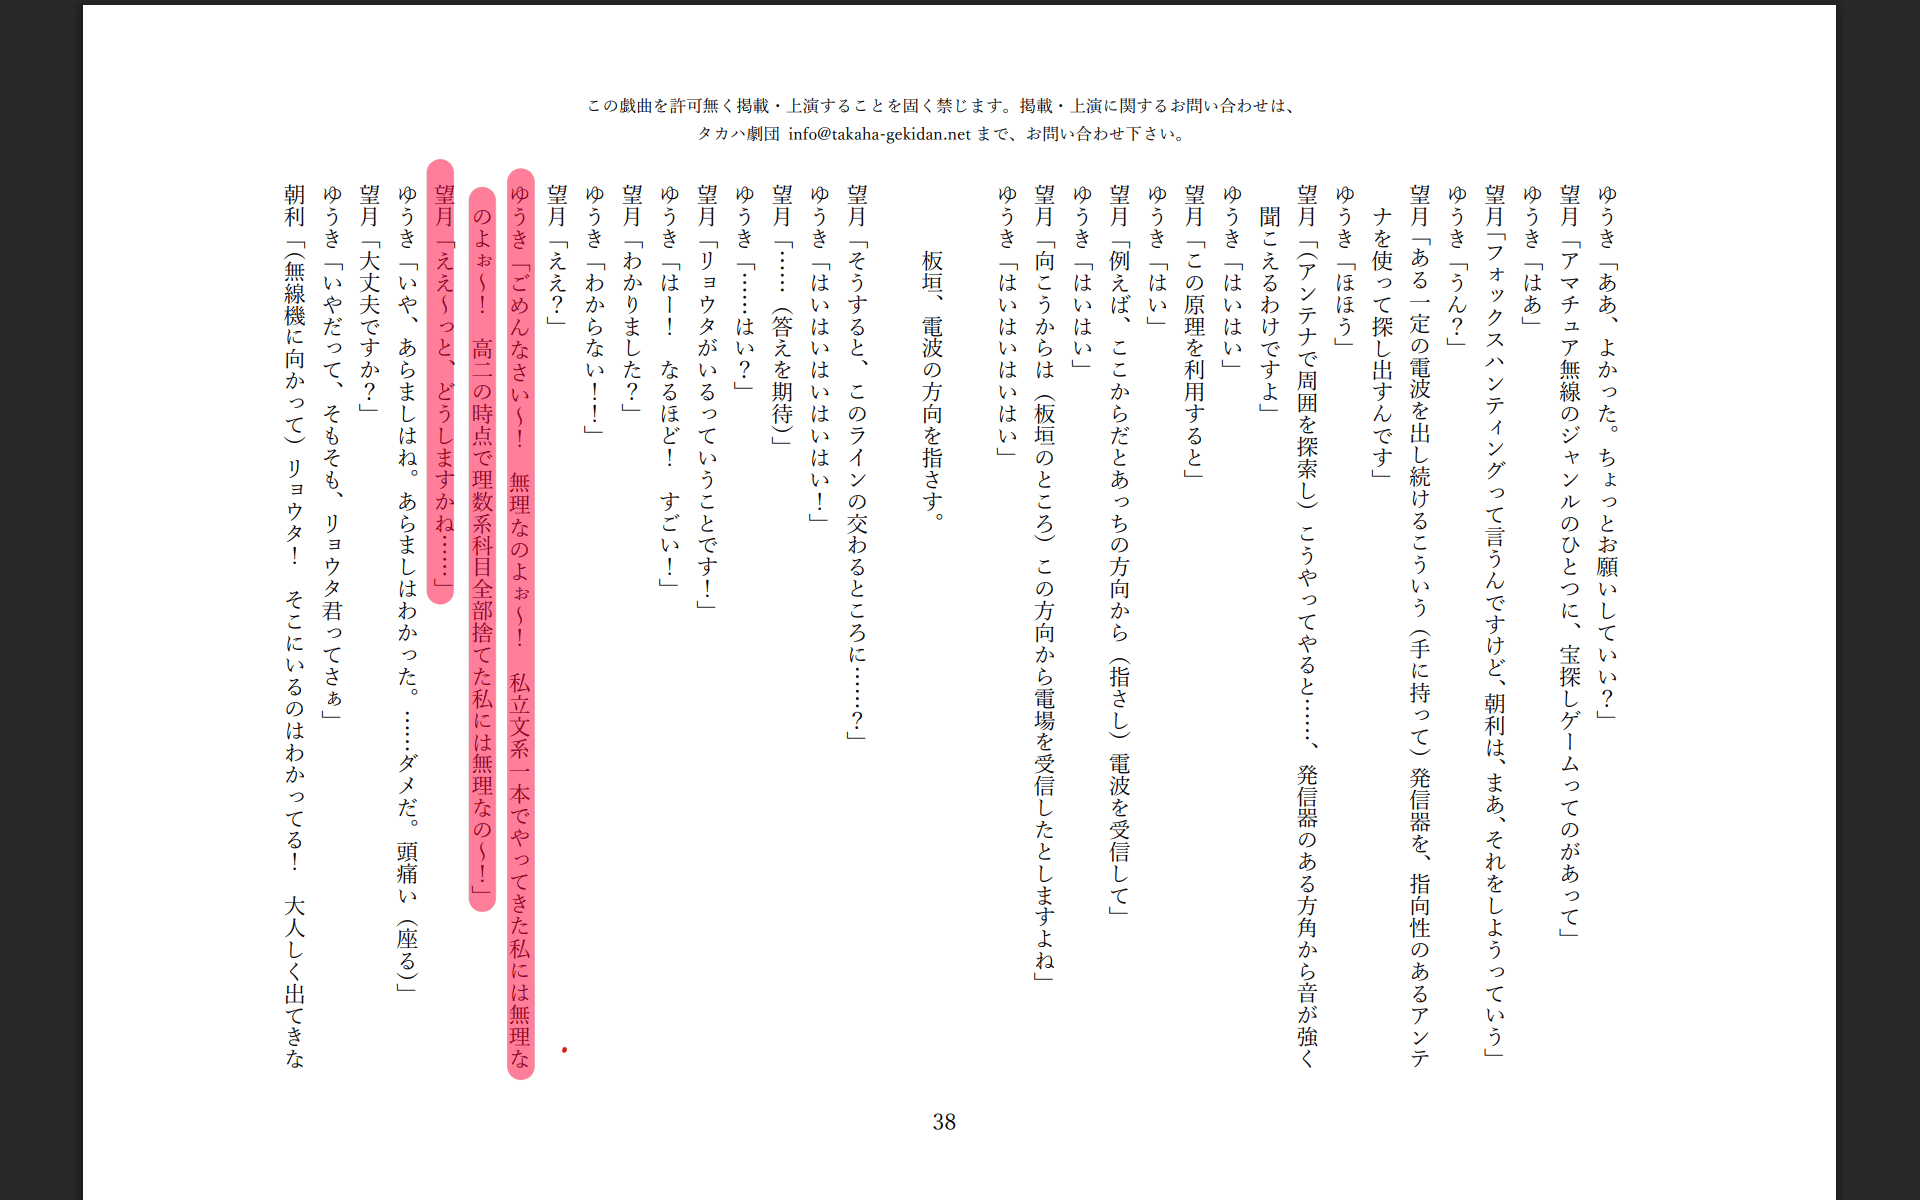 この戯曲を許可無く掲載・上演することを固く禁じます。掲載・上演に関するお問い合わせは、
タカハ劇団 info@takaha-gekidan.net まで、お問い合わせ下さい。
ゆうき「ああ、よかった。ちょっとお願いしていい？」
望月「アマチュア無線のジャンルのひとつに、宝探しゲームってのがあって」
ゆうき「はあ」
望月「フォックスハンティングって言うんですけど、朝利は、まあ、それをしようっていう」
ゆうき「うん？」
望月「ある一定の電波を出し続けるこういう（手に持って）発信器を、指向性のあるアンテ
ナを使って探し出すんです」
ゆうき「ほほう」
望月「（アンテナで周囲を探索し）こうやってやると……、発信器のある方角から音が強く
聞こえるわけですよ」
ゆうき「はいはい」
望月「この原理を利用すると」
ゆうき「はい」
望月「例えば、ここからだとあっちの方向から（指さし）電波を受信して」
ゆうき「はいはい」
望月「向こうからは（板垣のところ）この方向から電場を受信したとしますよね」
ゆうき「はいはいはいはい」
板垣、電波の方向を指さす。
望月「そうすると、このラインの交わるところに……？」
ゆうき「はいはいはいはいはい！」
望月「……（答えを期待）」
ゆうき「……はい？」
望月「リョウタがいるっていうことです！」
ゆうき「はー！　なるほど！　すごい！」
望月「わかりました？」
ゆうき「わからない！！」
望月「ええ？」
ゆうき「ごめんなさい〜！　無理なのよぉ〜！　私立文系一本でやってきた私には無理な
のよぉ〜！　高二の時点で理数系科目全部捨てた私には無理なの〜！」
望月「ええ〜っと、どうしますかね……」
ゆうき「いや、あらましはね。あらましはわかった。……ダメだ。頭痛い（座る）」
望月「大丈夫ですか？」
ゆうき「いやだって、そもそも、リョウタ君ってさぁ」
朝利「（無線機に向かって）リョウタ！　そこにいるのはわかってる！　大人しく出てきな
38